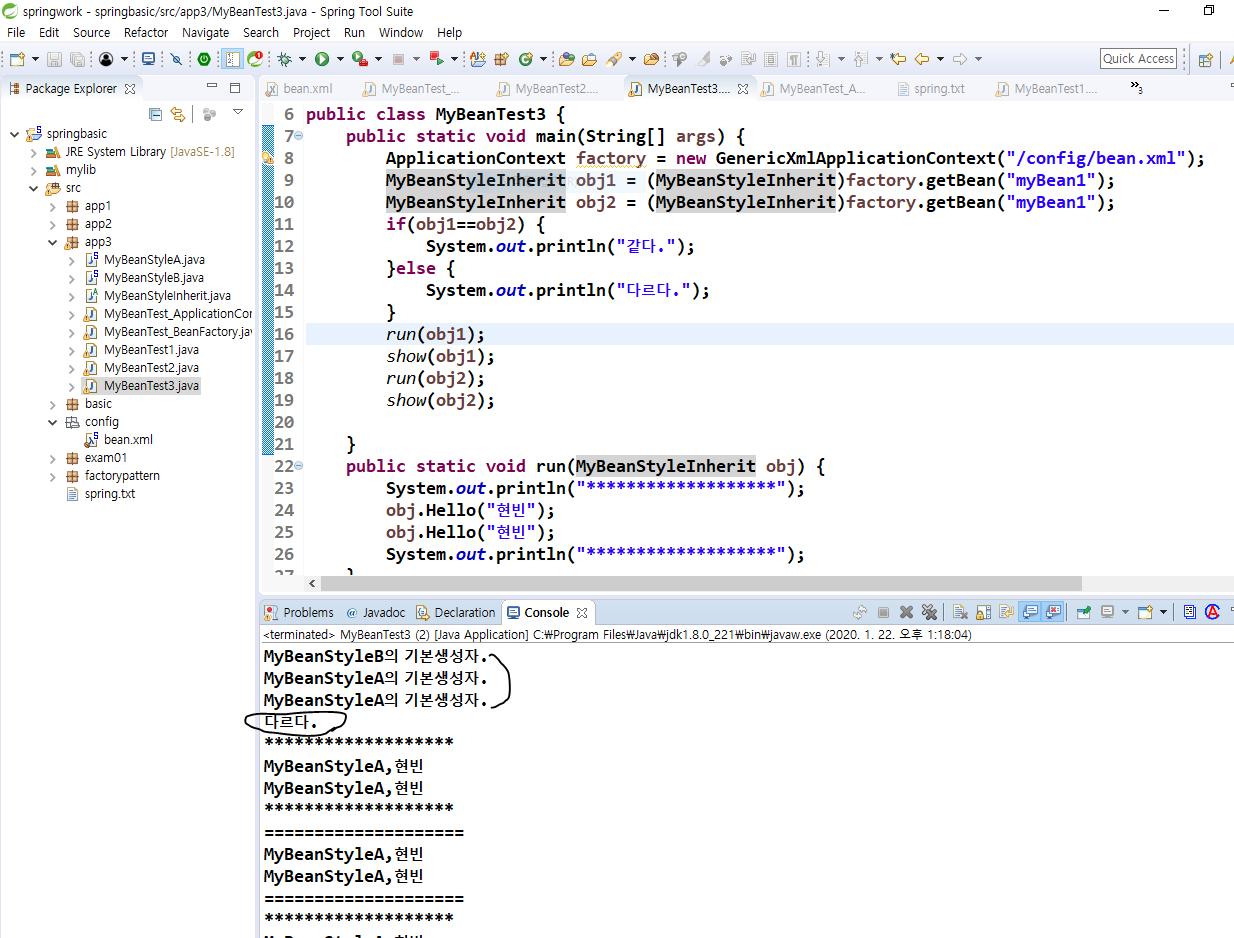 springwork - springbasic/src/app3/MyBeanTest3.java - Spring Tool Suite
File Edit Source Refactor Navigate Search Project Run Window Help
Quick Access
Package Explorer
bean.xml MyBeanTest_... MyBeanTest2.... MyBeanTest3.... MyBeanTest_A... spring.txt MyBeanTest1.... »3
springbasic
JRE System Library [JavaSE-1.8]
mylib
src
app1
app2
app3
MyBeanStyleA.java
MyBeanStyleB.java
MyBeanStyleInherit.java
MyBeanTest_ApplicationCor
MyBeanTest_BeanFactory.jav
MyBeanTest1.java
MyBeanTest2.java
MyBeanTest3.java
basic
config
bean.xml
exam01
factorypattern
spring.txt
6 public class MyBeanTest3 {
7 public static void main(String[] args) {
8 ApplicationContext factory = new GenericXmlApplicationContext("/config/bean.xml");
9 MyBeanStyleInherit obj1 = (MyBeanStyleInherit)factory.getBean("myBean1");
10 MyBeanStyleInherit obj2 = (MyBeanStyleInherit)factory.getBean("myBean1");
11 if(obj1==obj2) {
12 System.out.println("같다.");
13 }else {
14 System.out.println("다르다.");
15 }
16 run(obj1);
17 show(obj1);
18 run(obj2);
19 show(obj2);
20
21 }
22 public static void run(MyBeanStyleInherit obj) {
23 System.out.println("*******************");
24 obj.Hello("현빈");
25 obj.Hello("현빈");
26 System.out.println("*******************");
27 }
Problems @ Javadoc Declaration Console
<terminated> MyBeanTest3 (2) [Java Application] C:₩Program Files₩Java₩jdk1.8.0_221₩bin₩javaw.exe (2020. 1. 22. 오후 1:18:04)
MyBeanStyleB의 기본생성자.
MyBeanStyleA의 기본생성자.
MyBeanStyleA의 기본생성자.
다르다.
*******************
MyBeanStyleA,현빈
MyBeanStyleA,현빈
*******************
====================
MyBeanStyleA,현빈
MyBeanStyleA,현빈
====================
*******************
MyBeanStyleA,현빈